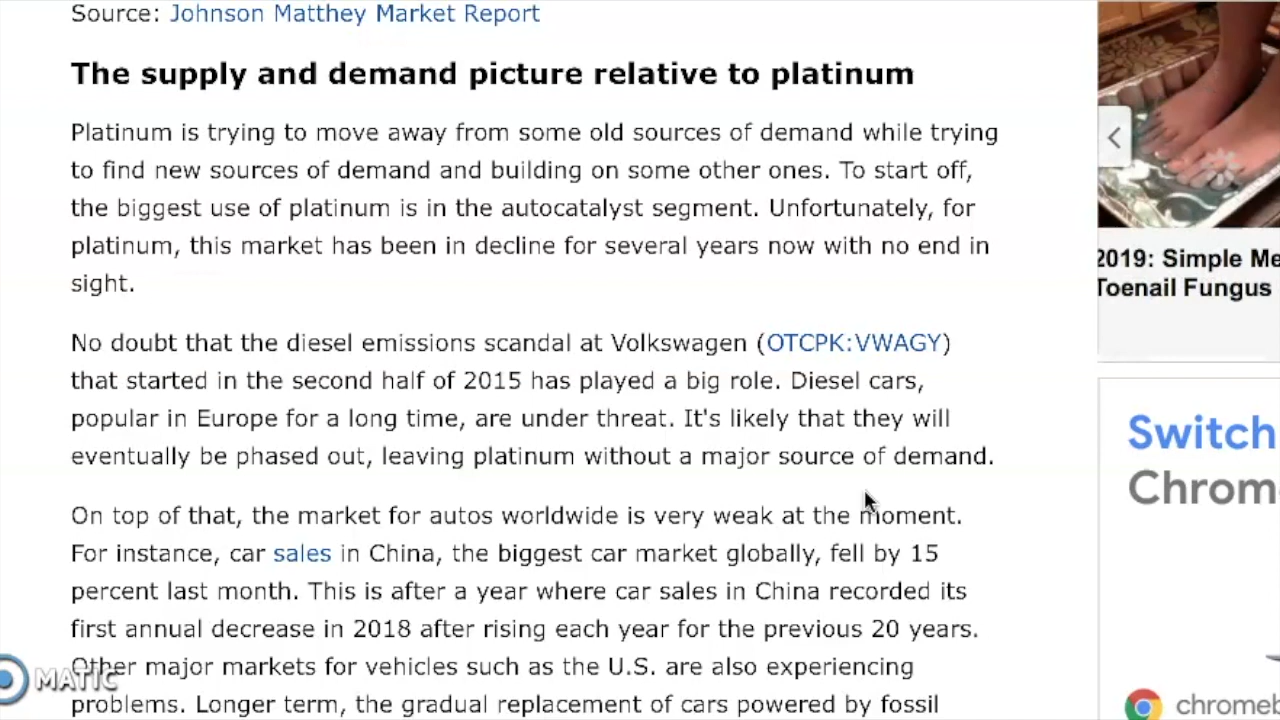 Source: Johnson Matthey Market Report
The supply and demand picture relative to platinum
Platinum is trying to move away from some old sources of demand while trying
to find new sources of demand and building on some other ones. To start off,
the biggest use of platinum is in the autocatalyst segment. Unfortunately, for
platinum, this market has been in decline for several years now with no end in
sight.
No doubt that the diesel emissions scandal at Volkswagen (OTCPK:VWAGY)
that started in the second half of 2015 has played a big role. Diesel cars,
popular in Europe for a long time, are under threat. It's likely that they will
eventually be phased out, leaving platinum without a major source of demand.
On top of that, the market for autos worldwide is very weak at the moment.
For instance, car sales in China, the biggest car market globally, fell by 15
percent last month. This is after a year where car sales in China recorded its
first annual decrease in 2018 after rising each year for the previous 20 years.
Other major markets for vehicles such as the U.S. are also experiencing
problems. Longer term, the gradual replacement of cars powered by fossil
MATIC
2019: Simple Me
Toenail Fungus
Switch
Chrom
chromeb